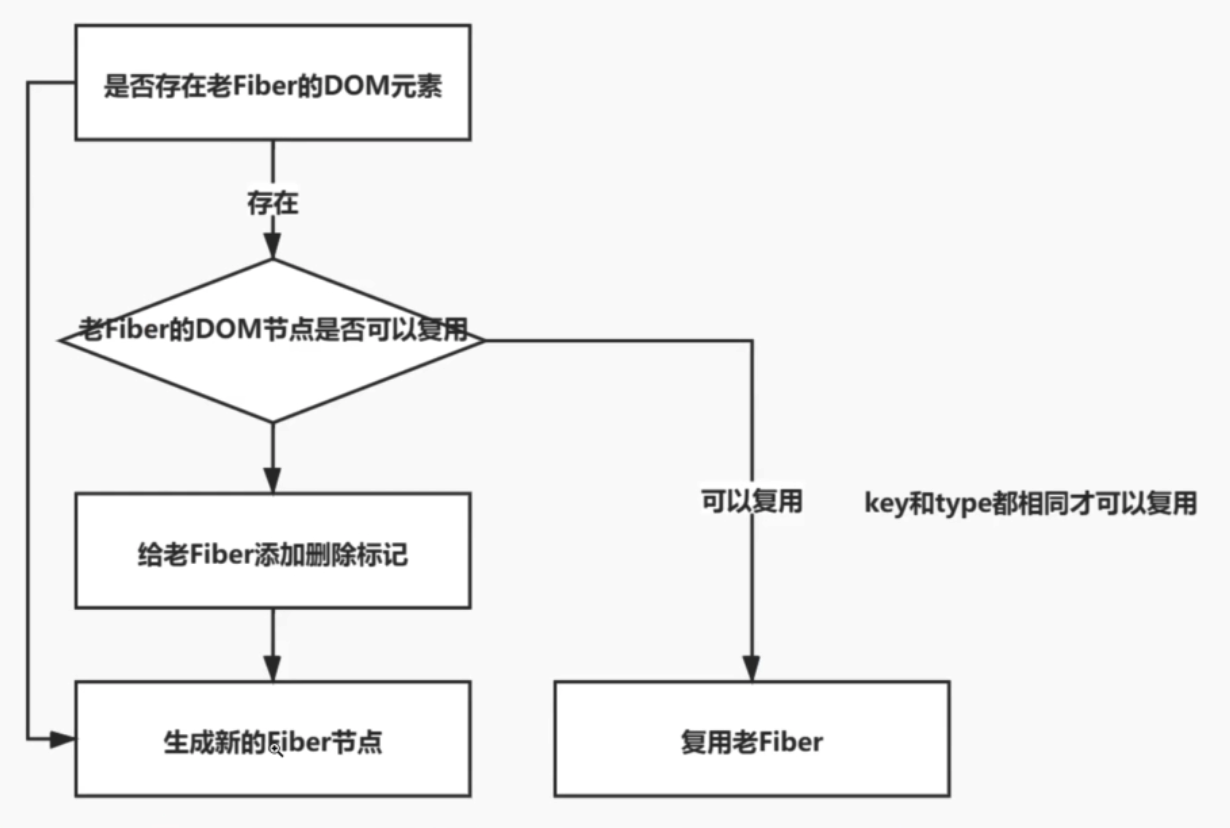 是否存在老Fiber的DOM元素
存在
老Fiber的DOM节点是否可以复用
可以复用
key和type都相同才可以复用
给老Fiber添加删除标记
生成新的Fiber节点
复用老Fiber